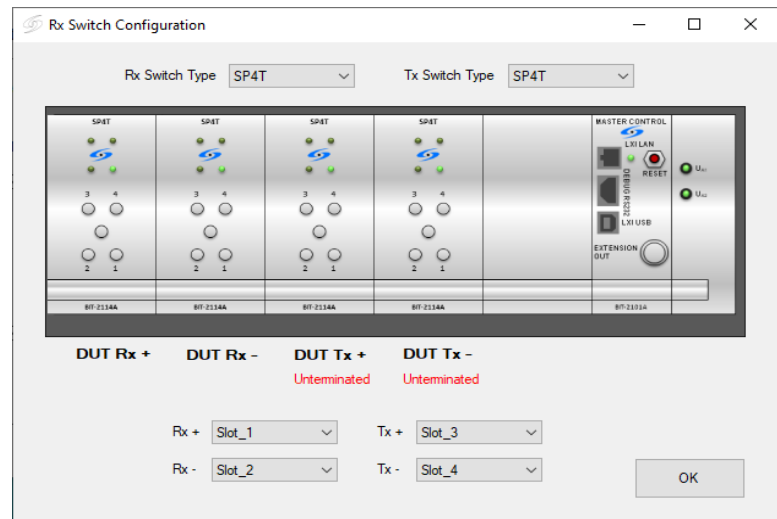 Rx Switch Configuration
Rx Switch Type SP4T Tx Switch Type SP4T
SP4T SP4T SP4T SP4T MASTER CONTROL
LXI LAN
RESET
DEBUG RS232
3 4 3 4 3 4 3 4
LXI USB
EXTENSION
OUT
2 1 2 1 2 1 2 1
BIT-2114A BIT-2114A BIT-2114A BIT-2114A BIT-2101A
DUT Rx + DUT Rx - DUT Tx + DUT Tx -
Unterminated Unterminated
Rx + Slot_1 Tx + Slot_3
Rx - Slot_2 Tx - Slot_4
OK